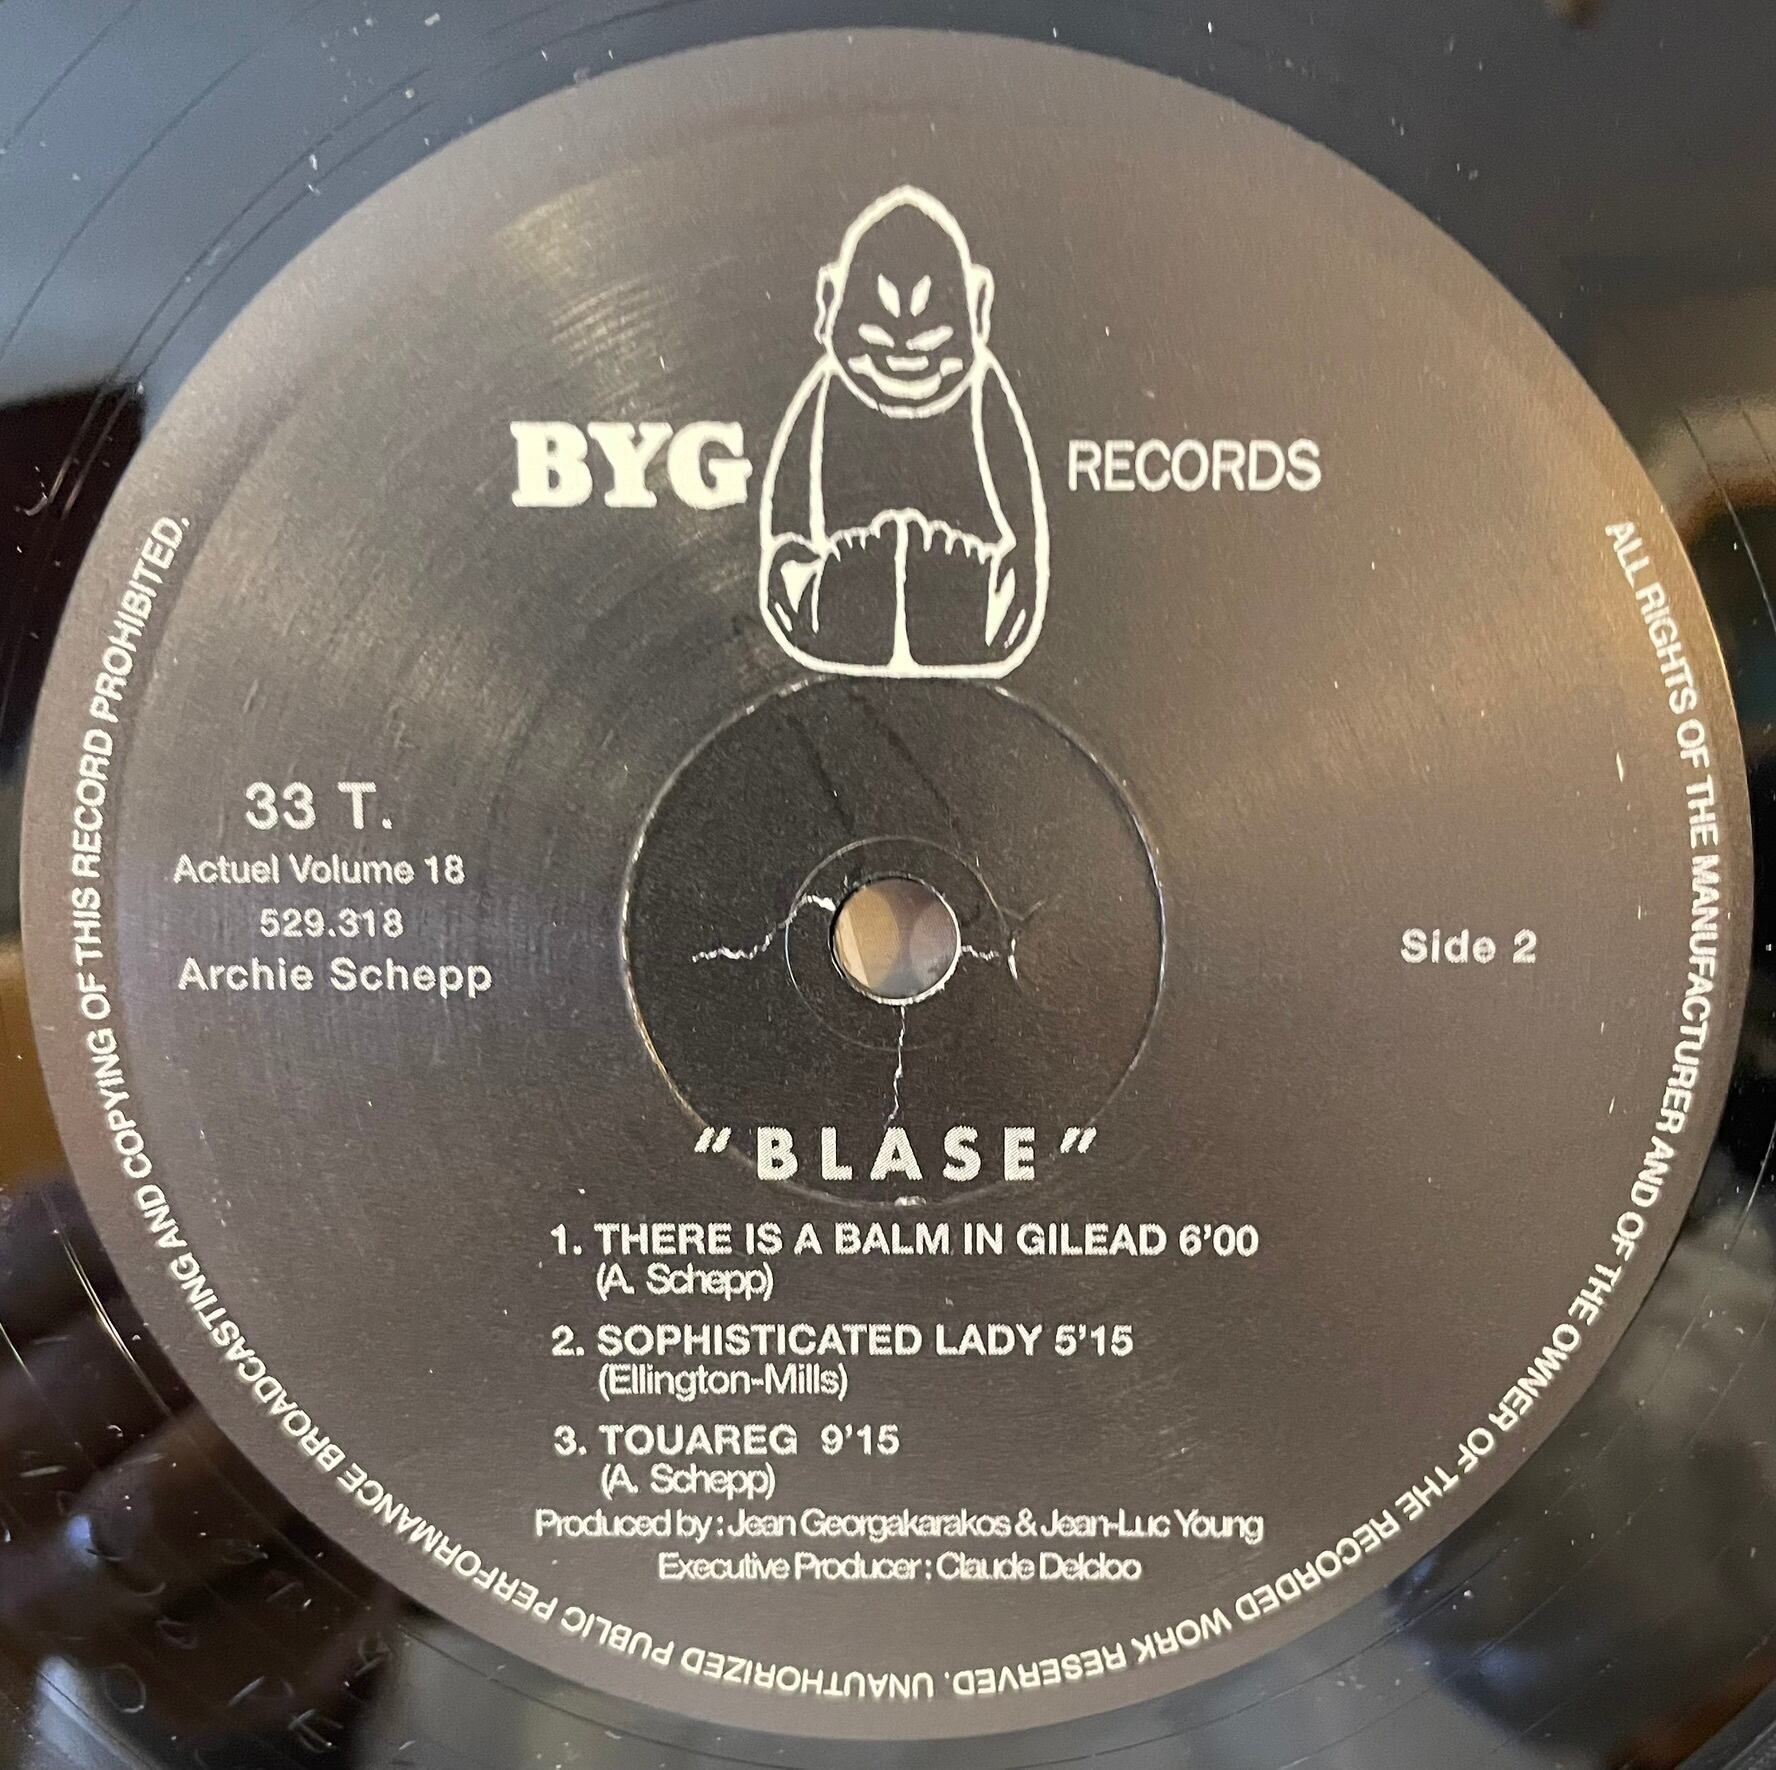 BYG RECORDS
33 T.
Actuel Volume 18
529.318
Archie Schepp
Side 2
"BLASE"
1. THERE IS A BALM IN GILEAD 6'00
(A. Schepp)
2. SOPHISTICATED LADY 5'15
(Ellington-Mills)
3. TOUAREG 9'15
(A. Schepp)
Produced by : Jean Georgakarakos & Jean-Luc Young
Executive Producer : Claude Delcloo
ALL RIGHTS OF THE MANUFACTURER AND OF THE OWNER OF THE RECORDED WORK RESERVED. UNAUTHORIZED PUBLIC PERFORMANCE BROADCASTING AND COPYING OF THIS RECORD PROHIBITED.